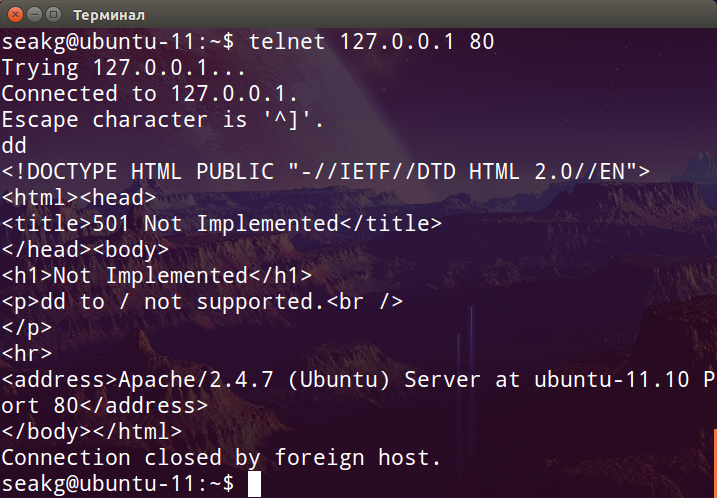 Терминал
seakg@ubuntu-11:~$ telnet 127.0.0.1 80
Trying 127.0.0.1...
Connected to 127.0.0.1.
Escape character is '^]'.
dd
<!DOCTYPE HTML PUBLIC "-//IETF//DTD HTML 2.0//EN">
<html><head>
<title>501 Not Implemented</title>
</head><body>
<h1>Not Implemented</h1>
<p>dd to / not supported.<br />
</p>
<hr>
<address>Apache/2.4.7 (Ubuntu) Server at ubuntu-11.10 P
ort 80</address>
</body></html>
Connection closed by foreign host.
seakg@ubuntu-11:~$